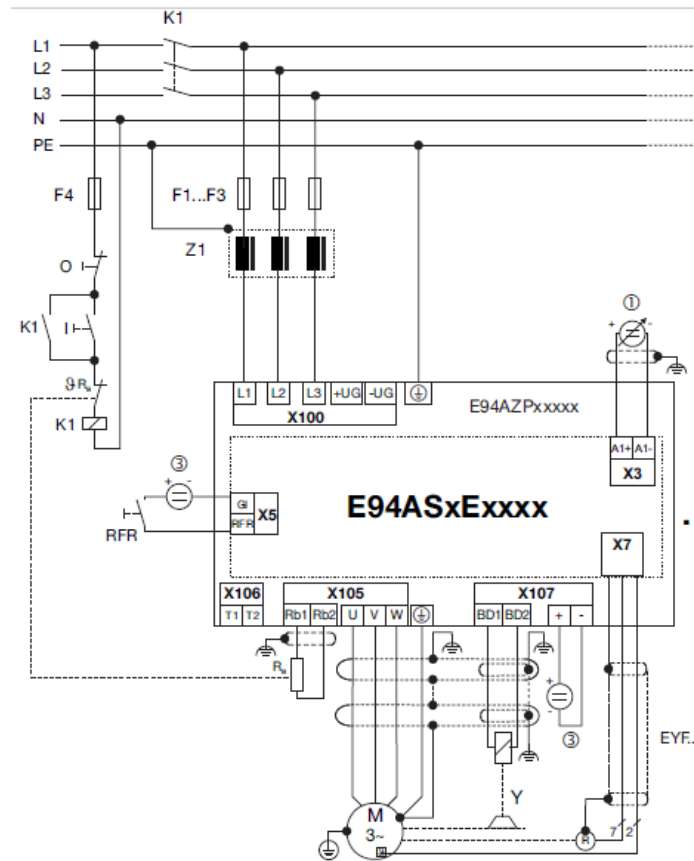 K1
L1
L2
L3
N
PE
F4
F1...F3
Z1
O
K1
I
ϑ RB
K1
①
+ -
L1 L2 L3 +UG -UG
X100
E94AZPxxxxx
A1+ A1-
X3
③
+ -
GI
RFR
X5
RFR
E94ASxExxxx
X7
X106
T1 T2
X105
Rb1 Rb2 U V W
X107
BD1 BD2 + -
RB
+
-
③
EYF..
Y
M
3~
R
7 2